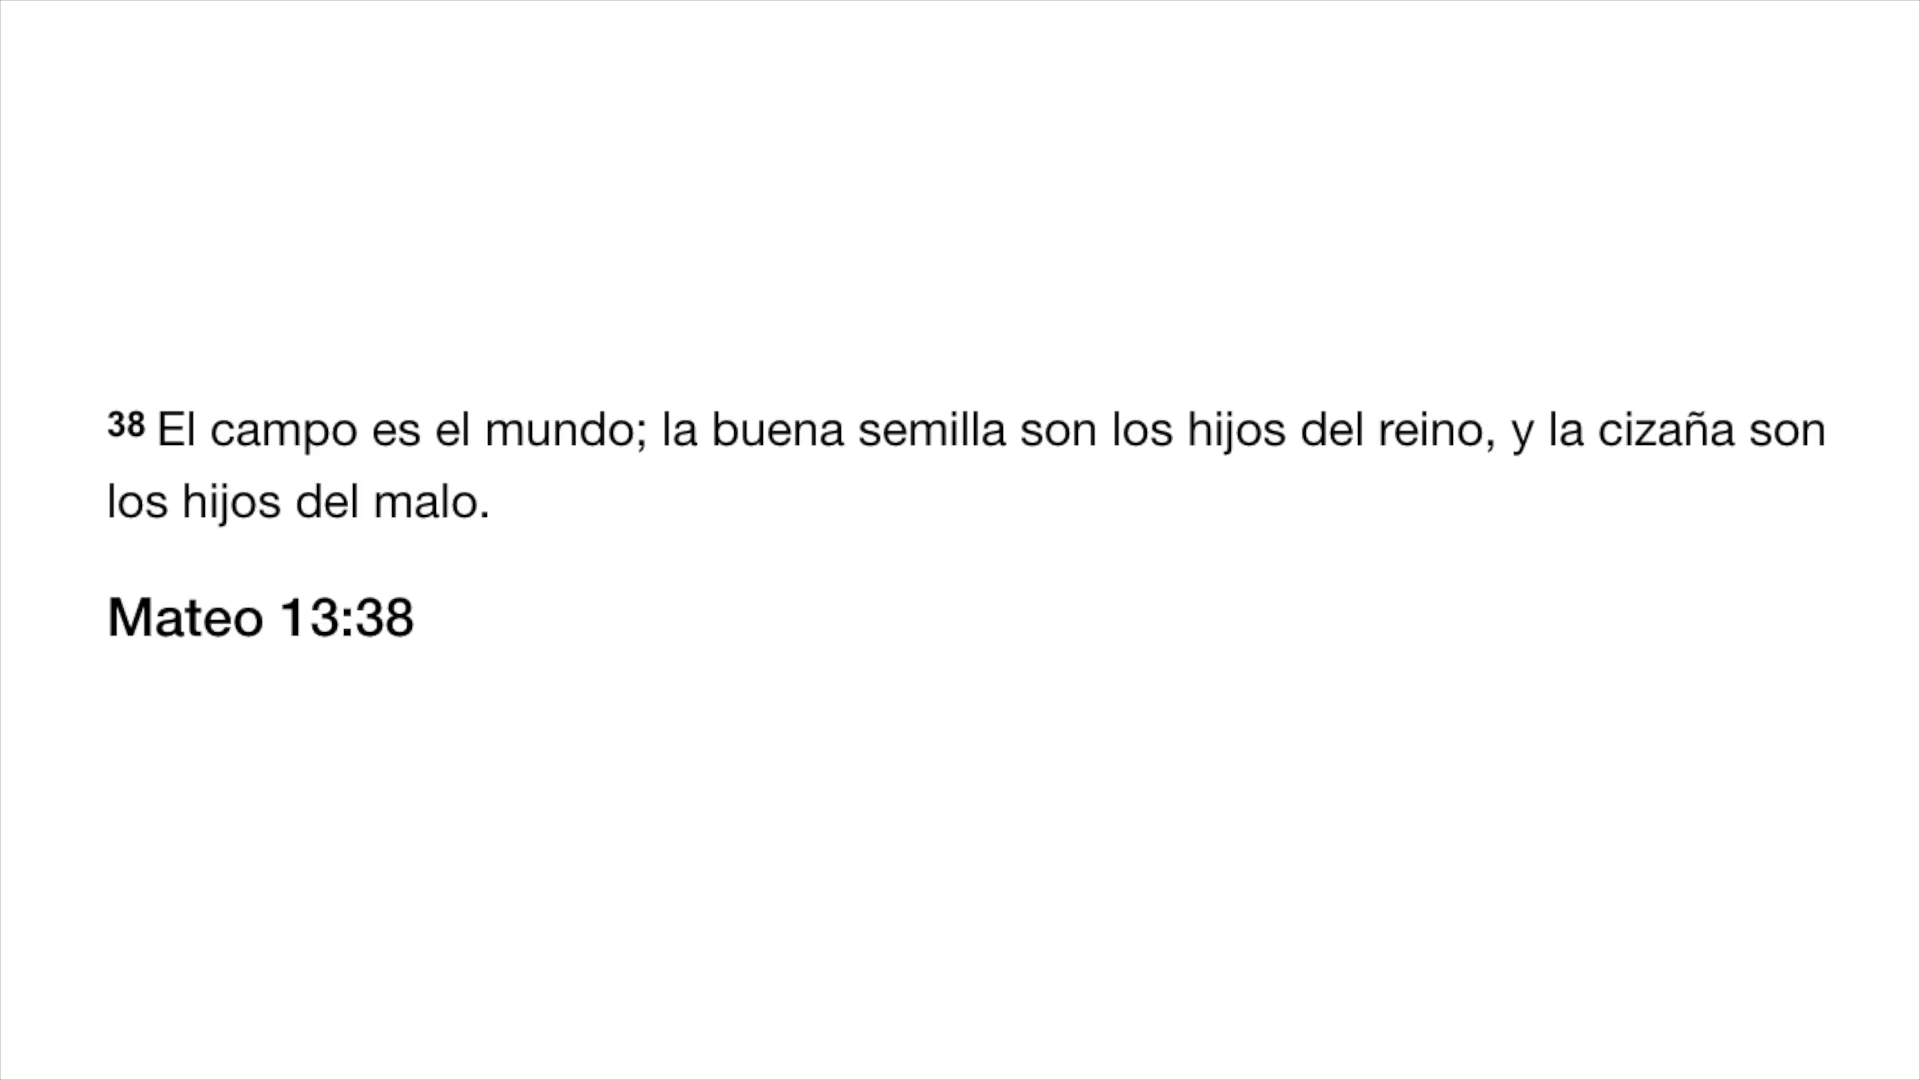 38 El campo es el mundo; la buena semilla son los hijos del reino, y la cizaña son
los hijos del malo.
Mateo 13:38